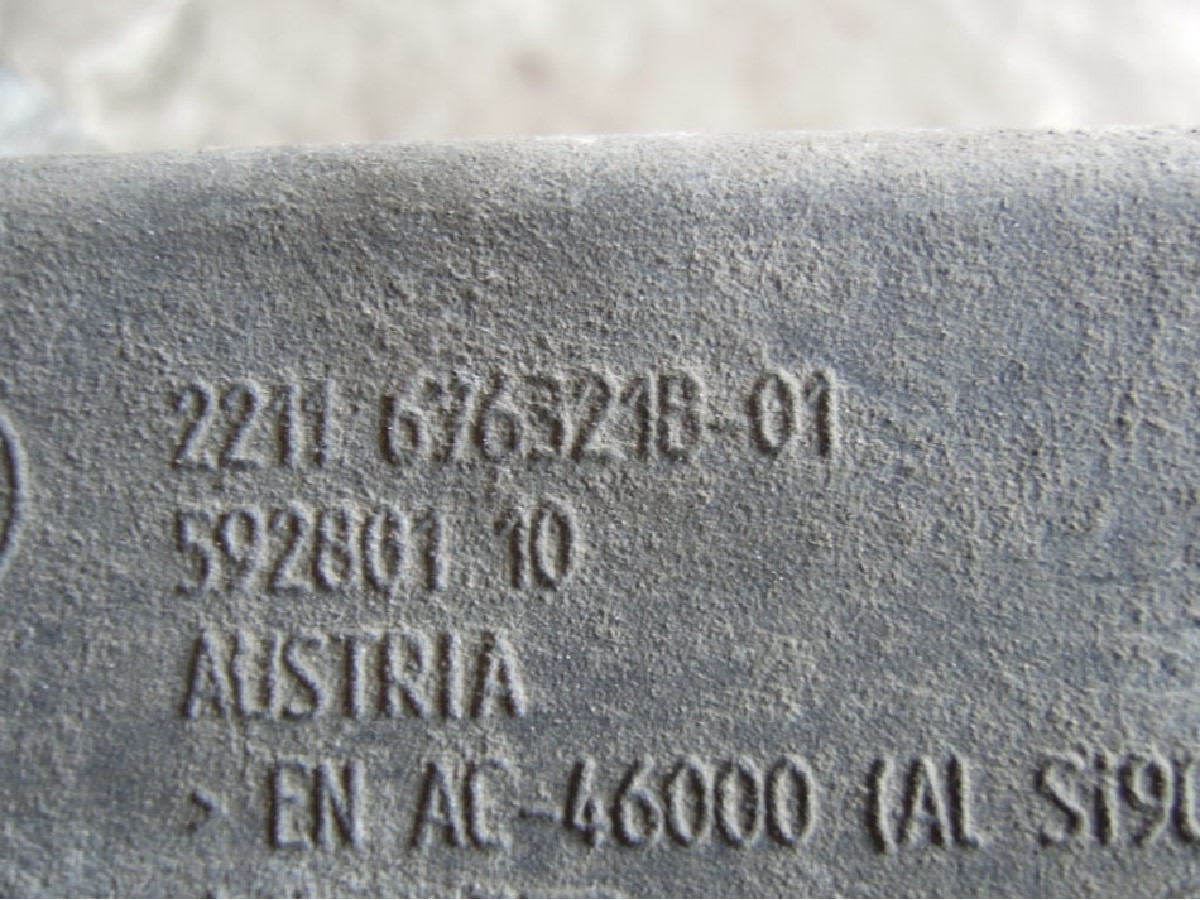 2211 6763218-01
592801 10
AUSTRIA
> EN AC-46000 (AL Si9